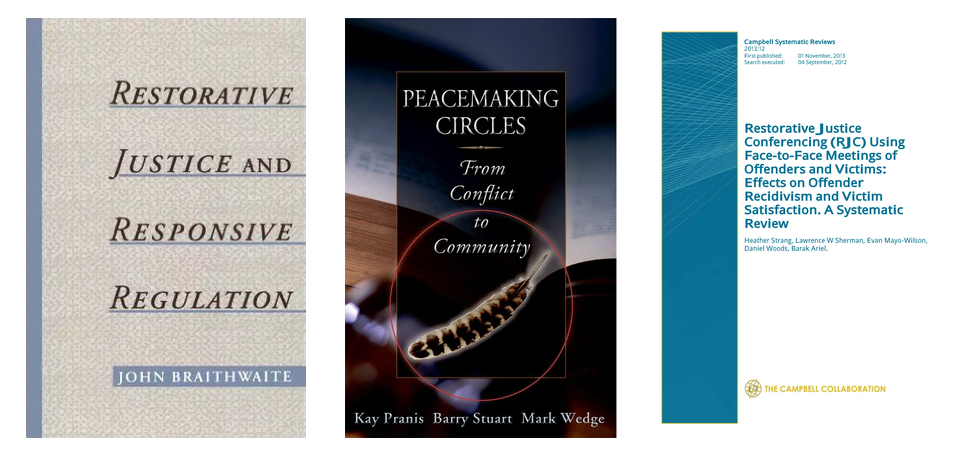 RESTORATIVE
JUSTICE AND
RESPONSIVE
REGULATION
JOHN BRAITHWAITE
PEACEMAKING
CIRCLES
From
Conflict
to
Community
Kay Pranis Barry Stuart Mark Wedge
Campbell Systematic Reviews
2013:12
First published: 01 November, 2013
Search executed: 04 September, 2012
Restorative Justice
Conferencing (RJC) Using
Face-to-Face Meetings of
Offenders and Victims:
Effects on Offender
Recidivism and Victim
Satisfaction. A Systematic
Review
Heather Strang, Lawrence W Sherman, Evan Mayo-Wilson,
Daniel Woods, Barak Ariel.
THE CAMPBELL COLLABORATION